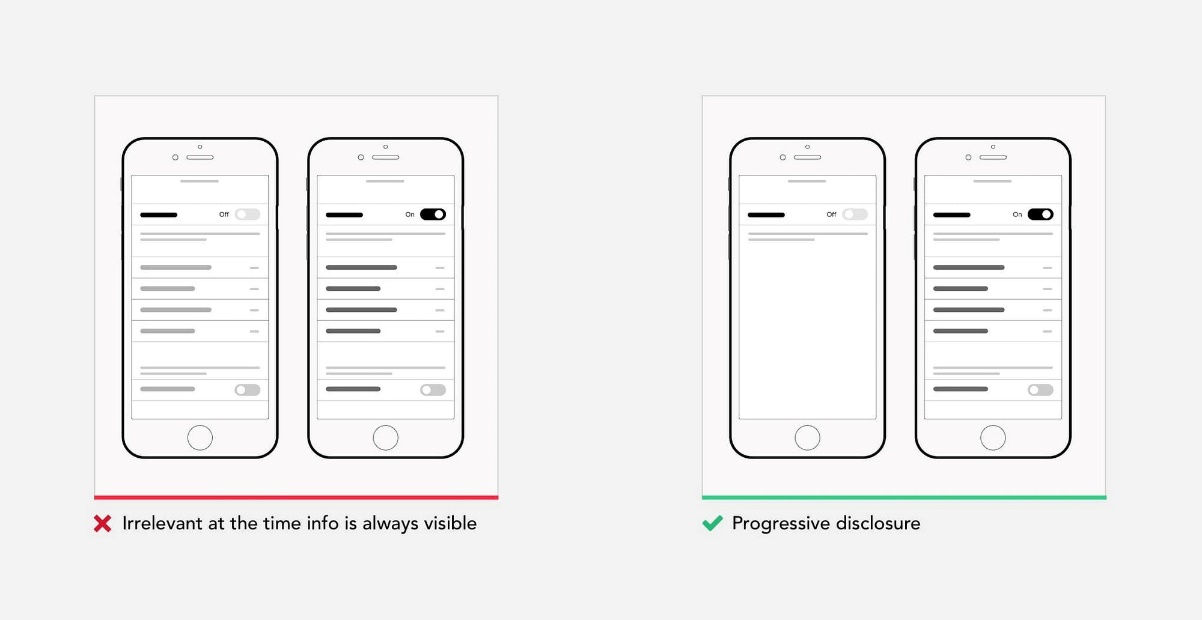 Off
On
Off
On
Irrelevant at the time info is always visible
Progressive disclosure